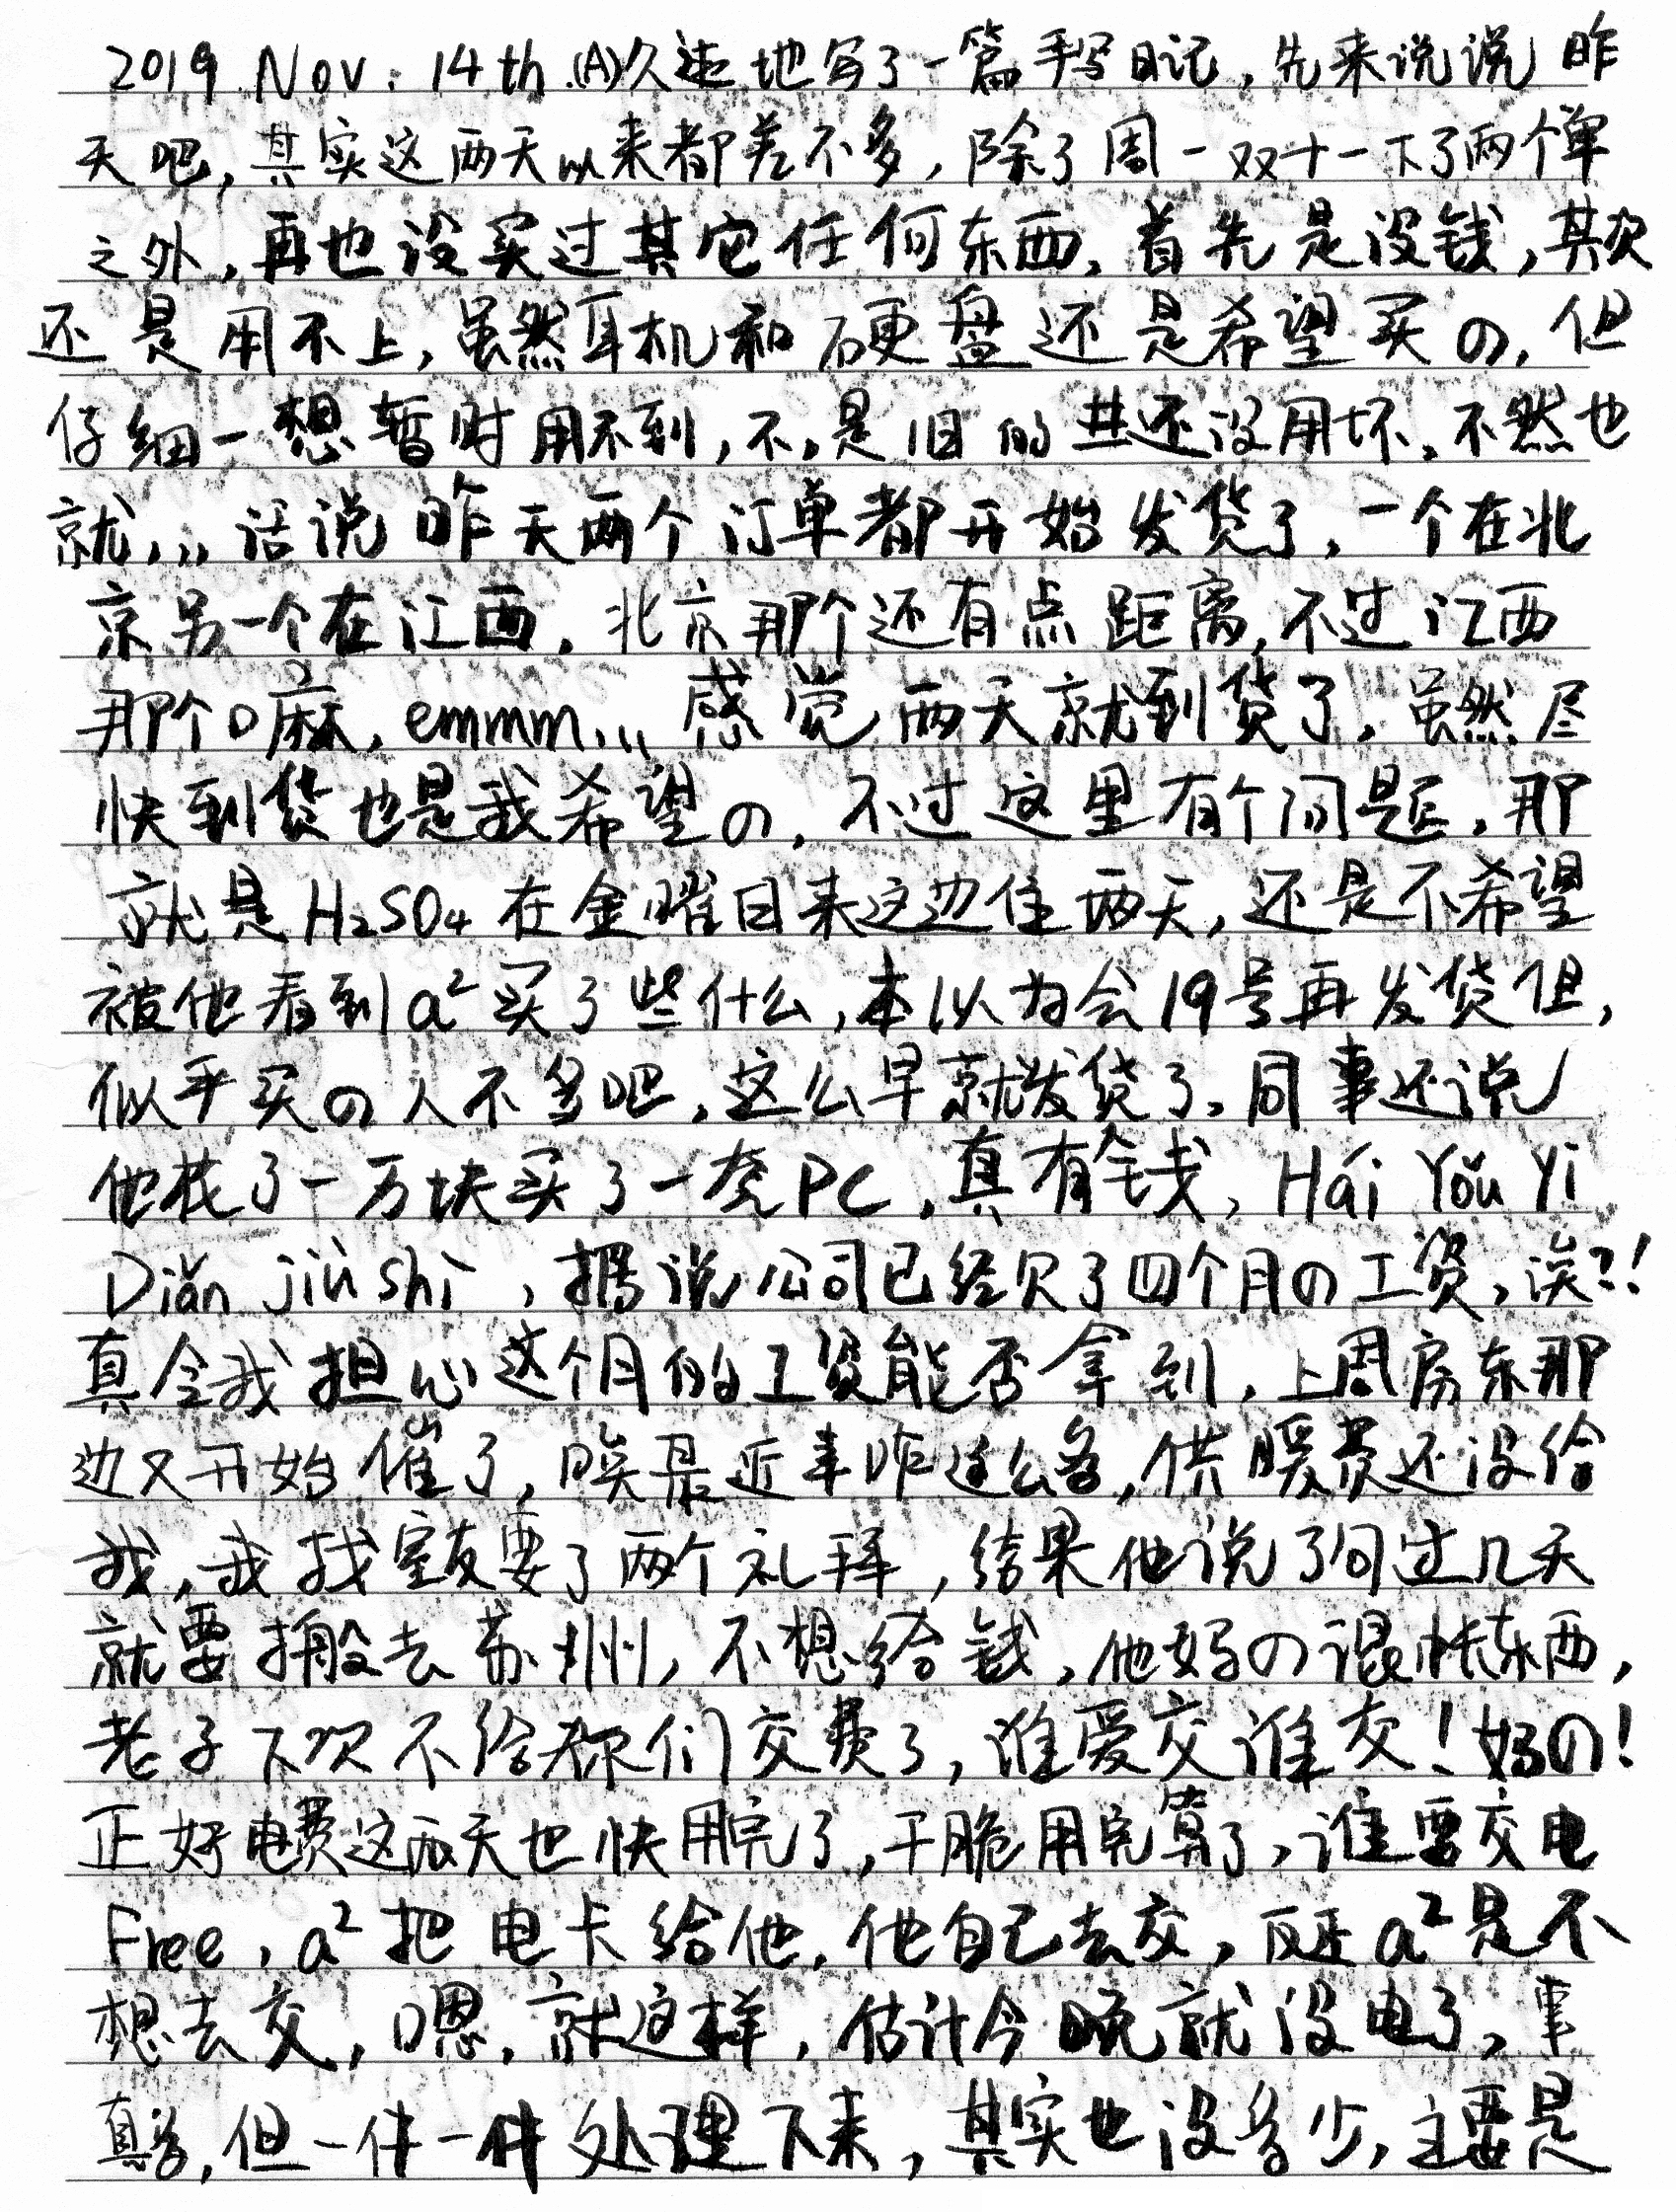 2019. Nov. 14th.(A)久违地写了一篇手写日记,先来说说昨
天吧,其实这两天以来都差不多,除了周一双十一下了两个单
之外,再也没买过其它任何东西,首先是没钱,其次
还是用不上,虽然耳机和硬盘还是希望买の,但
仔细一想暂时用不到,不,是旧的并还没用坏,不然也
就,,,话说昨天两个订单都开始发货了,一个在北
京另一个在江西,北京那个还有点距离,不过江西
那个嘛,emmm,,,感觉两天就到货了,虽然尽
快到货也是我希望の,不过这里有个问题,那
就是H₂SO₄在金曜日来这边住两天,还是不希望
被他看到a²买了些什么,本以为会19号再发货但,
似乎买の人不多吧,这么早就发货了,同事还说
他花了一万块买了一套PC,真有钱,Hái Yǒu Yì
Diǎn jiù shì,据说公司已经欠了四个月の工资,诶?!
真令我担心这个月的工资能否拿到,上周房东那
边又开始催了,唉最近事咋这么多,供暖费还没给
我,我找室友要了两个礼拜,结果他说了句过几天
就要搬去苏州,不想给钱,他妈の混帐东西,
老子下次不给你们交费了,谁爱交谁交!妈の!
正好电费这两天也快用完了,干脆用完算了,谁要交电
Free,a²把电卡给他,他自己去交,反正a²是不
想去交,嗯,就这样,估计今晚就没电了,事
真多,但一件一件处理下来,其实也没多少,主要是